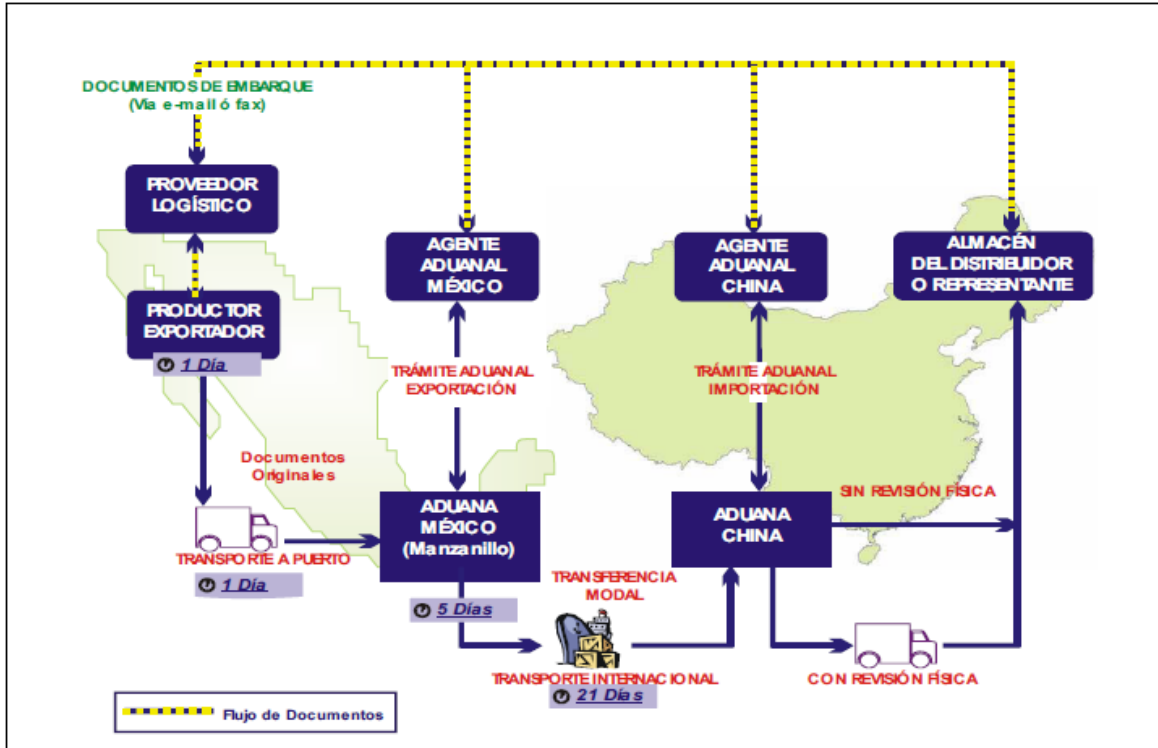 DOCUMENTOS DE EMBARQUE
(Vía e-mail ó fax)
PROVEEDOR
LOGÍSTICO
AGENTE
ADUANAL
MÉXICO
AGENTE
ADUANAL
CHINA
ALMACÉN
DEL DISTRIBUIDOR
O REPRESENTANTE
PRODUCTOR
EXPORTADOR
1 Día
TRÁMITE ADUANAL
EXPORTACIÓN
TRÁMITE ADUANAL
IMPORTACIÓN
Documentos
Originales
ADUANA
MÉXICO
(Manzanillo)
ADUANA
CHINA
SIN REVISIÓN FÍSICA
TRANSPORTE A PUERTO
1 Día
5 Días
TRANSFERENCIA
MODAL
TRANSPORTE INTERNACIONAL
21 Días
CON REVISIÓN FÍSICA
Flujo de Documentos